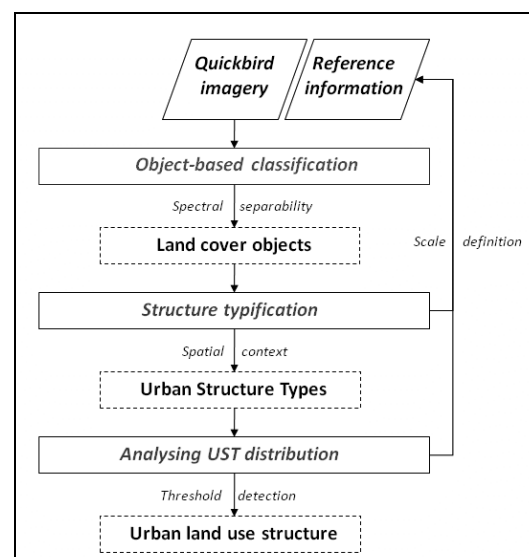 Quickbird
imagery
Reference
information
Object-based classification
Spectral separability
Land cover objects
Scale definition
Structure typification
Spatial context
Urban Structure Types
Analysing UST distribution
Threshold detection
Urban land use structure